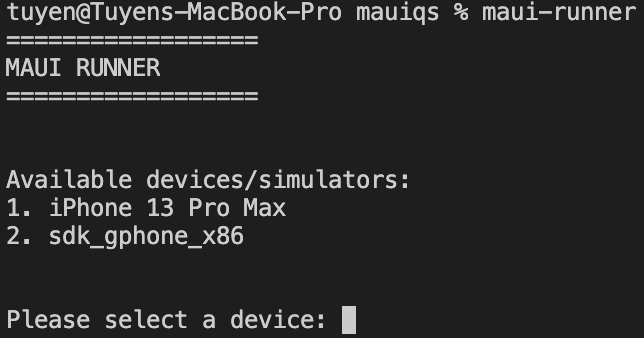 tuyen@Tuyens-MacBook-Pro mauiqs % maui-runner
==================
MAUI RUNNER
==================
Available devices/simulators:
1. iPhone 13 Pro Max
2. sdk_gphone_x86
Please select a device: